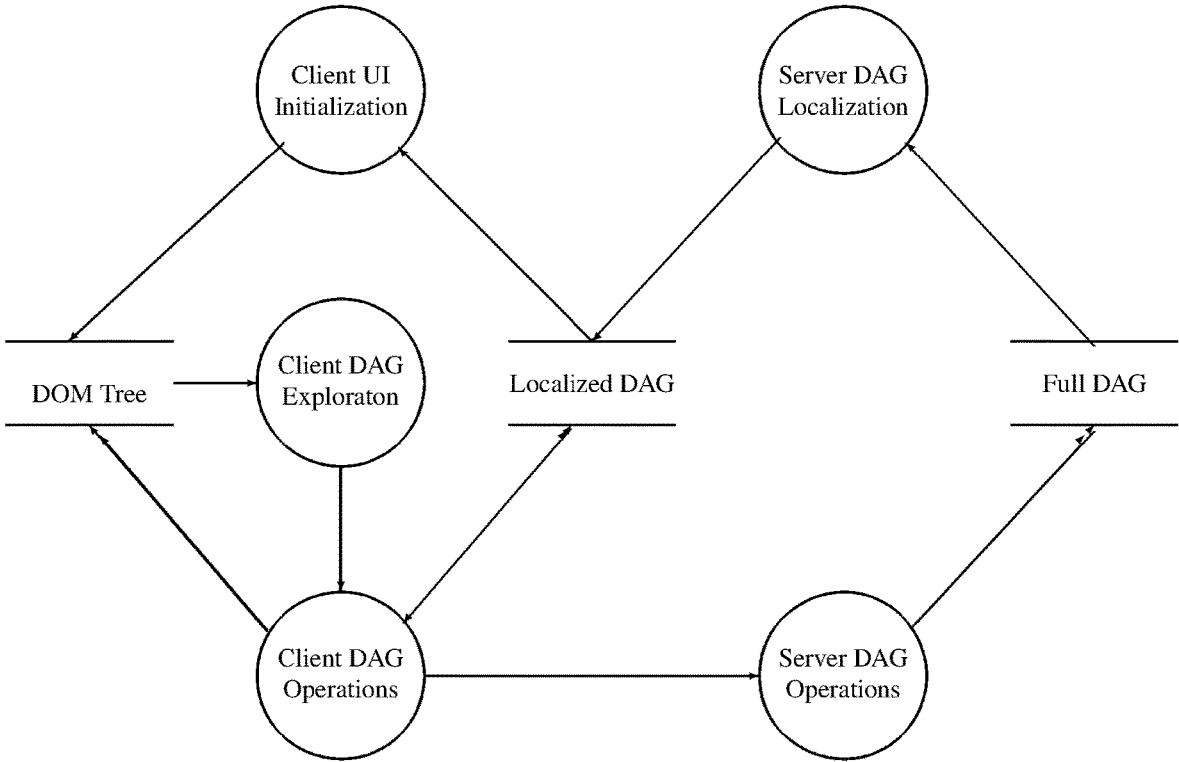 Client UI
Initialization
Server DAG
Localization
DOM Tree
Client DAG
Exploraton
Localized DAG
Full DAG
Client DAG
Operations
Server DAG
Operations